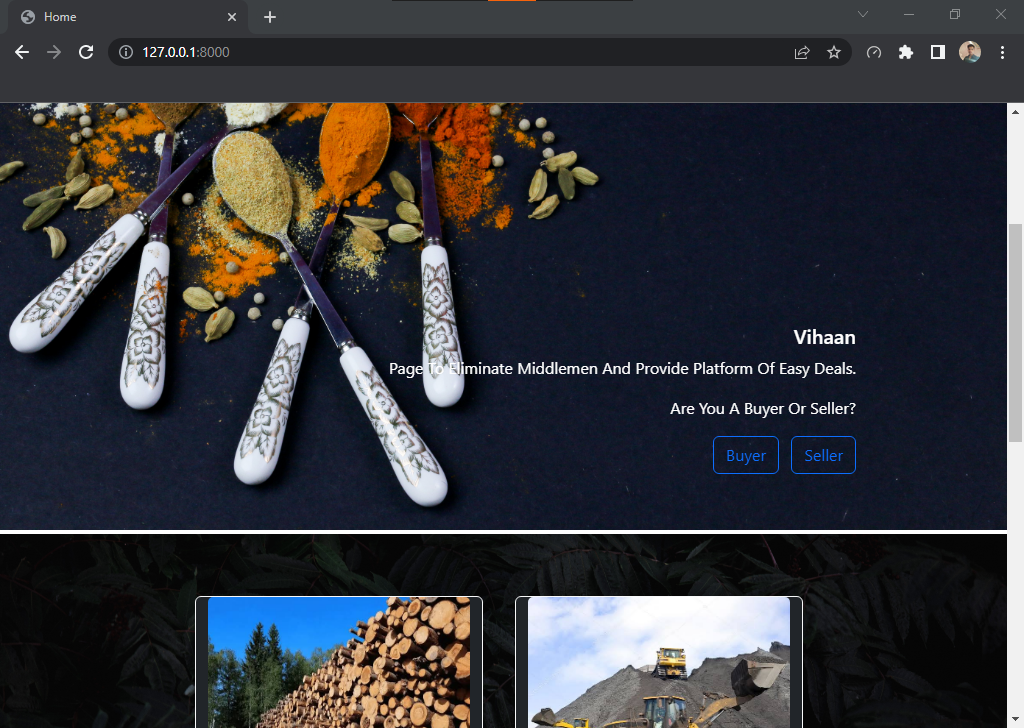 Home
127.0.0.1:8000
Vihaan
Page To Eliminate Middlemen And Provide Platform Of Easy Deals.
Are You A Buyer Or Seller?
Buyer
Seller